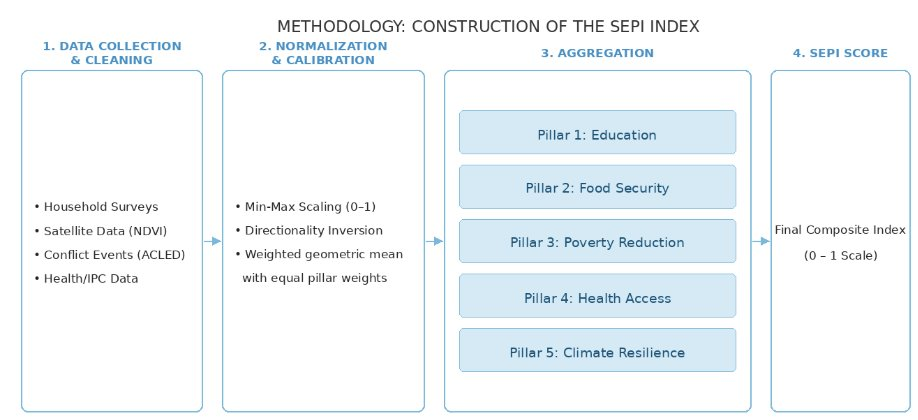 METHODOLOGY: CONSTRUCTION OF THE SEPI INDEX
1. DATA COLLECTION
& CLEANING
• Household Surveys
• Satellite Data (NDVI)
• Conflict Events (ACLED)
• Health/IPC Data
2. NORMALIZATION
& CALIBRATION
• Min-Max Scaling (0–1)
• Directionality Inversion
• Weighted geometric mean
with equal pillar weights
3. AGGREGATION
Pillar 1: Education
Pillar 2: Food Security
Pillar 3: Poverty Reduction
Pillar 4: Health Access
Pillar 5: Climate Resilience
4. SEPI SCORE
Final Composite Index
(0 – 1 Scale)